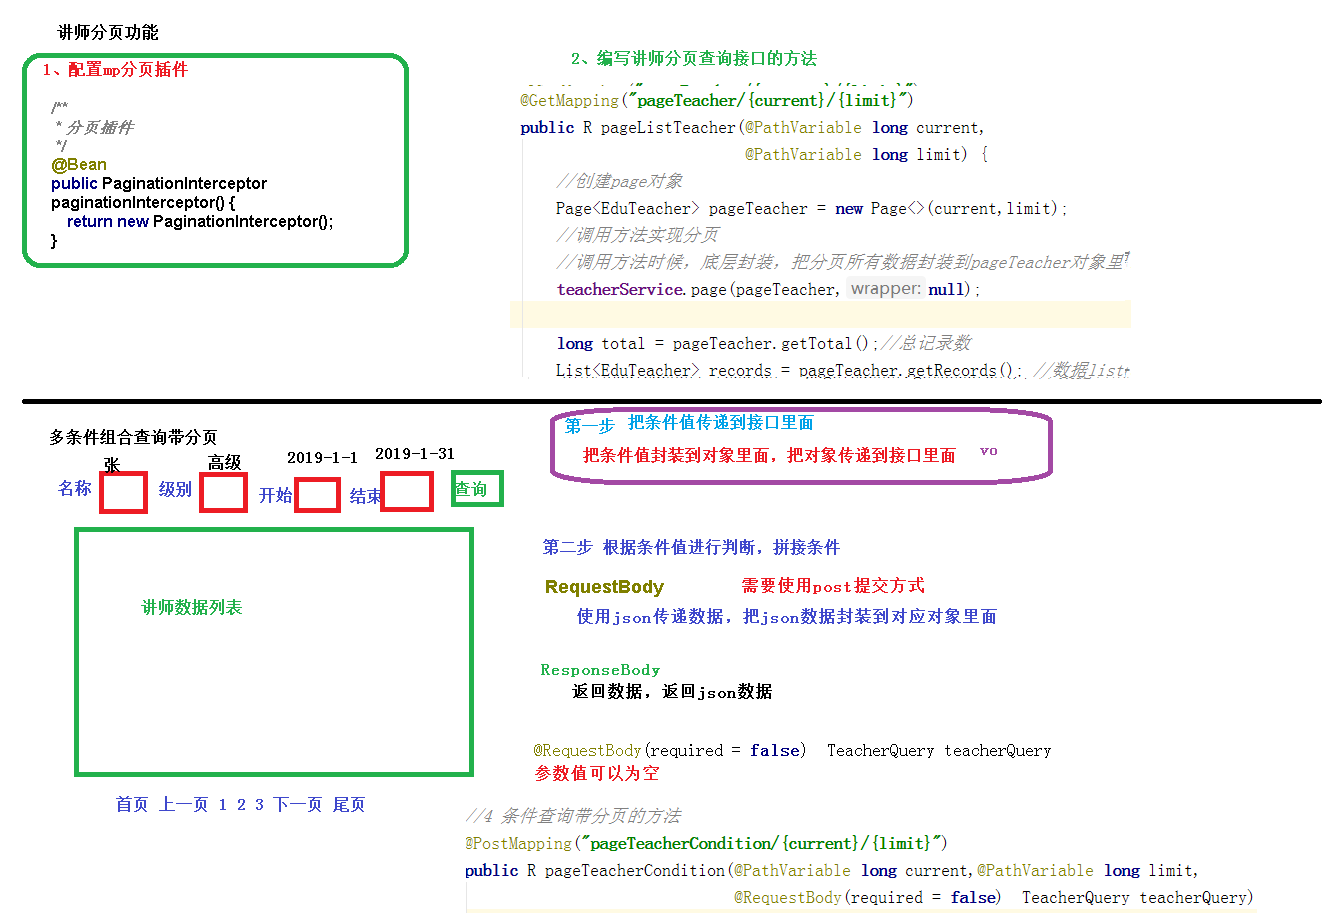 讲师分页功能
1、配置mp分页插件
/**
* 分页插件
*/
@Bean
public PaginationInterceptor
paginationInterceptor() {
return new PaginationInterceptor();
}
2、编写讲师分页查询接口的方法
@GetMapping("pageTeacher/{current}/{limit}")
public R pageListTeacher(@PathVariable long current,
@PathVariable long limit) {
//创建page对象
Page<EduTeacher> pageTeacher = new Page<>(current,limit);
//调用方法实现分页
//调用方法时候，底层封装，把分页所有数据封装到pageTeacher对象里
teacherService.page(pageTeacher, wrapper: null);
long total = pageTeacher.getTotal();//总记录数
List<EduTeacher> records = pageTeacher.getRecords(); //数据list
多条件组合查询带分页
张 高级 2019-1-1 2019-1-31
名称 级别 开始 结束 查询
讲师数据列表
首页 上一页 1 2 3 下一页 尾页
第一步 把条件值传递到接口里面
把条件值封装到对象里面，把对象传递到接口里面 vo
第二步 根据条件值进行判断，拼接条件
RequestBody 需要使用post提交方式
使用json传递数据，把json数据封装到对应对象里面
ResponseBody
返回数据，返回json数据
@RequestBody(required = false) TeacherQuery teacherQuery
参数值可以为空
//4 条件查询带分页的方法
@PostMapping("pageTeacherCondition/{current}/{limit}")
public R pageTeacherCondition(@PathVariable long current,@PathVariable long limit,
@RequestBody(required = false) TeacherQuery teacherQuery)